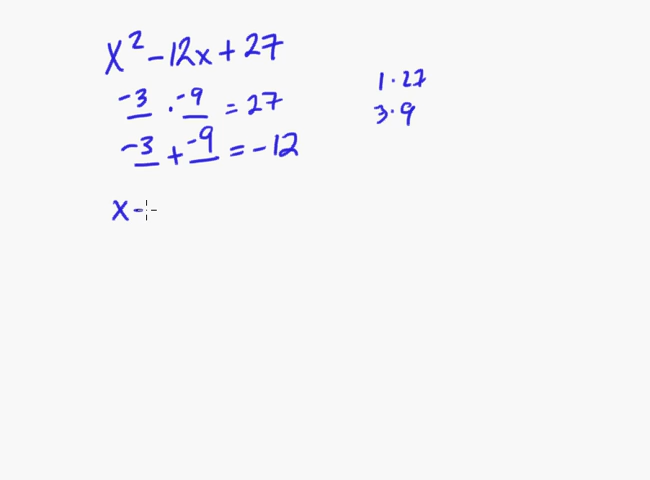 x² - 12x + 27
-3 · -9 = 27
-3 + -9 = -12
x -
1 · 27
3 · 9